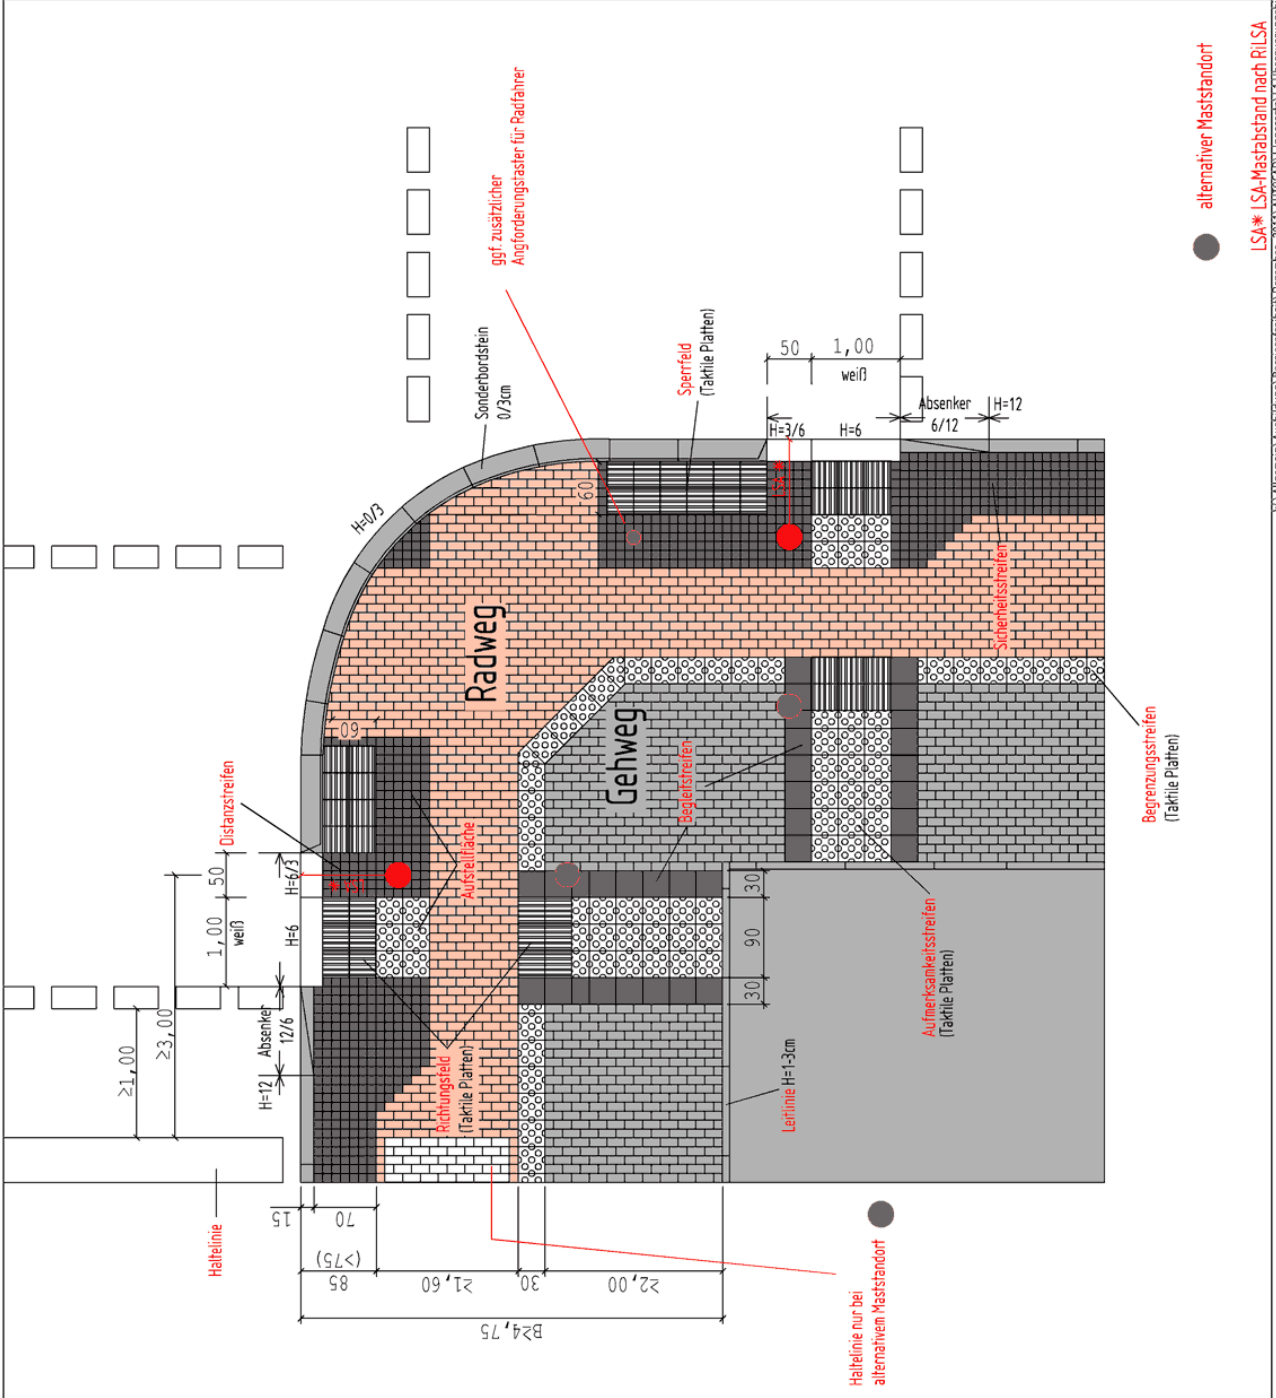 alternativer Maststandort
LSA* LSA-Mastabstand nach RiLSA
ggf. zusätzlicher
Angforderungstaster für Radfahrer
Sonderbordstein
0/3cm
H=0/3
Sperrfeld
(Taktile Platten)
50
1,00
weiß
H=3/6
H=6
Absenker
6/12
H=12
60
Radweg
Gehweg
60
Sicherheitsstreifen
Begleitstreifen
Begrenzungsstreifen
(Taktile Platten)
Distanzstreifen
Aufstellfläche
50
H=6/3
1,00
weiß
H=6
30
90
30
Aufmerksamkeitsstreifen
(Taktile Platten)
≥1,00
≥3,00
Absenker
12/6
H=12
Richtungsfeld
(Taktile Platten)
Leitlinie H=1-3cm
Haltelinie
15
70
85
(>75)
≥1,60
30
≥2,00
B≥4,75
Haltelinie nur bei
alternativem Maststandort